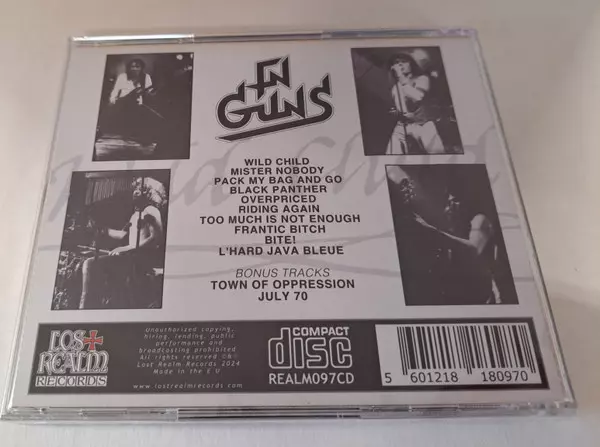 FN
GUNS
WILD CHILD
MISTER NOBODY
PACK MY BAG AND GO
BLACK PANTHER
OVERPRICED
RIDING AGAIN
TOO MUCH IS NOT ENOUGH
FRANTIC BITCH
BITE!
L'HARD JAVA BLEUE
BONUS TRACKS
TOWN OF OPPRESSION
JULY 70
LOST
REALM
RECORDS
Unauthorized copying,
hiring, lending, public
performance and
broadcasting prohibited
All rights reserved ©℗
Lost Realm Records 2024
Made in the E U
www.lostrealmrecords.com
COMPACT
disc
REALM097CD
5 601218 180970